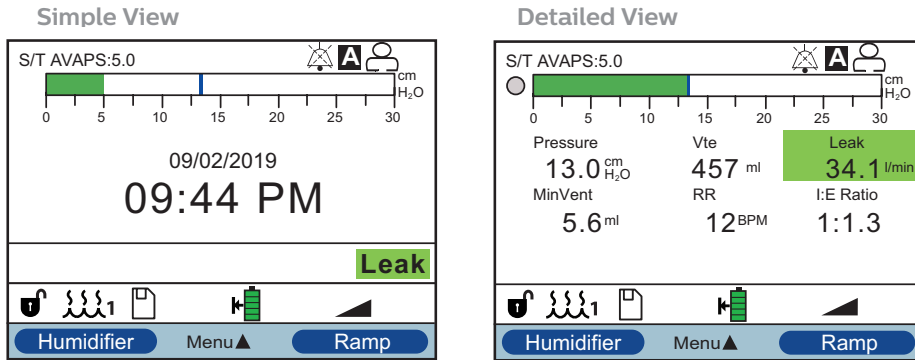 Simple View
S/T AVAPS:5.0
A
cm
H₂O
0 5 10 15 20 25 30
09/02/2019
09:44 PM
Leak
1
Humidifier Menu▲ Ramp
Detailed View
S/T AVAPS:5.0
A
cm
H₂O
0 5 10 15 20 25 30
Pressure Vte Leak
13.0 cm H₂O 457 ml 34.1 l/min
MinVent RR I:E Ratio
5.6 ml 12 BPM 1:1.3
1
Humidifier Menu▲ Ramp